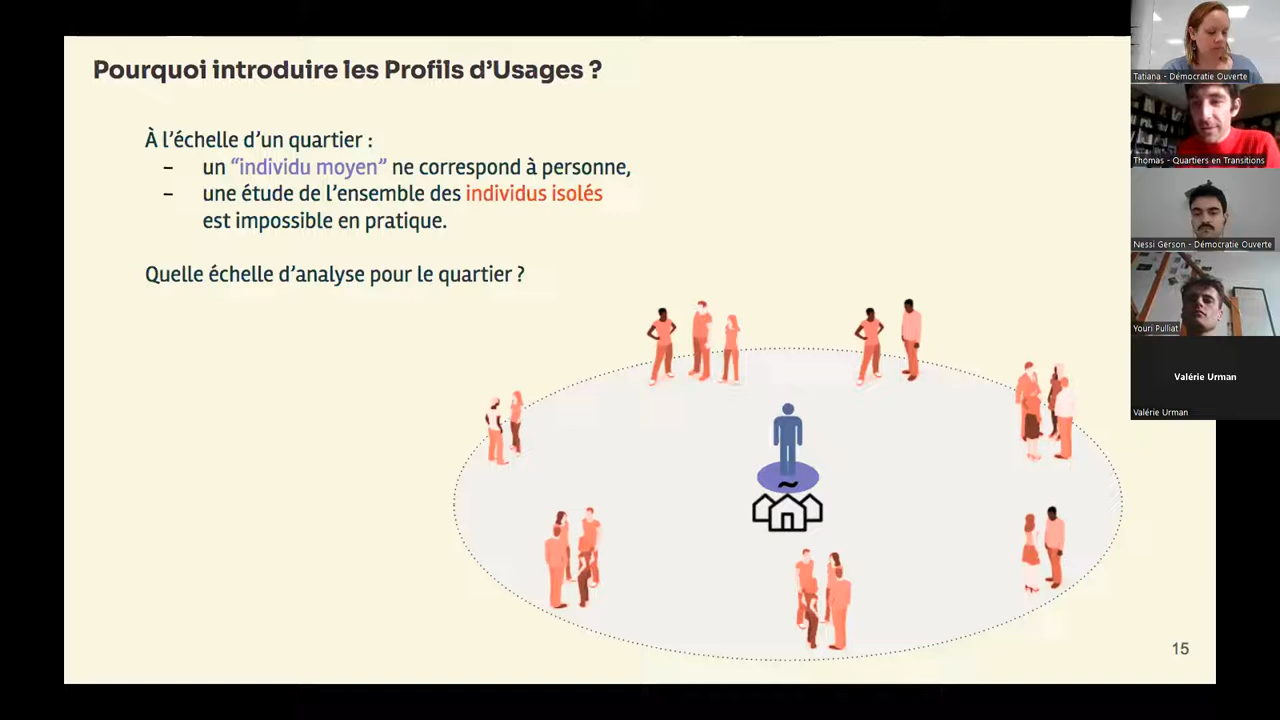 Pourquoi introduire les Profils d'Usages ?
À l'échelle d'un quartier :
– un “individu moyen” ne correspond à personne,
– une étude de l'ensemble des individus isolés
est impossible en pratique.
Quelle échelle d'analyse pour le quartier ?
~
15
Tatiana - Démocratie Ouverte
Thomas - Quartiers en Transitions
Nessi Gerson - Démocratie Ouverte
Youri Pulliat
Valérie Urman
Valérie Urman